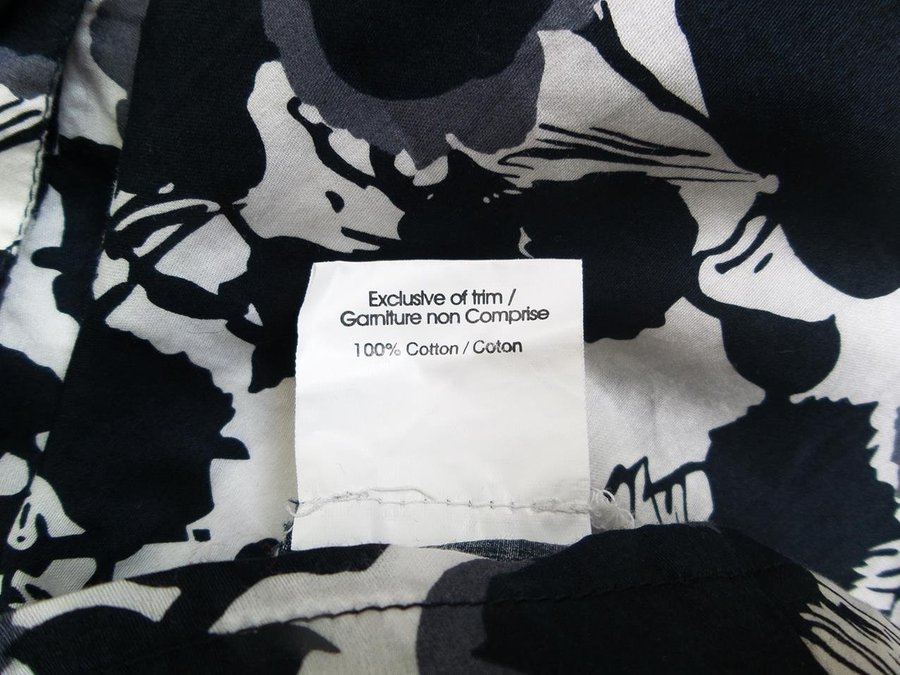 Exclusive of trim /
Garniture non Comprise
100% Cotton / Coton